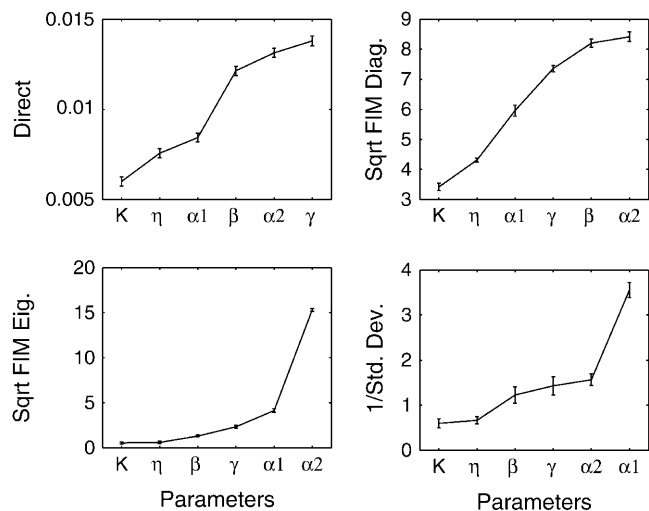 Direct
0.015
0.01
0.005
K η α1 β α2 γ
Sqrt FIM Diag.
9
8
7
6
5
4
3
K η α1 γ β α2
Sqrt FIM Eig.
20
15
10
5
0
K η β γ α1 α2
Parameters
1/Std. Dev.
4
3
2
1
0
K η β γ α2 α1
Parameters